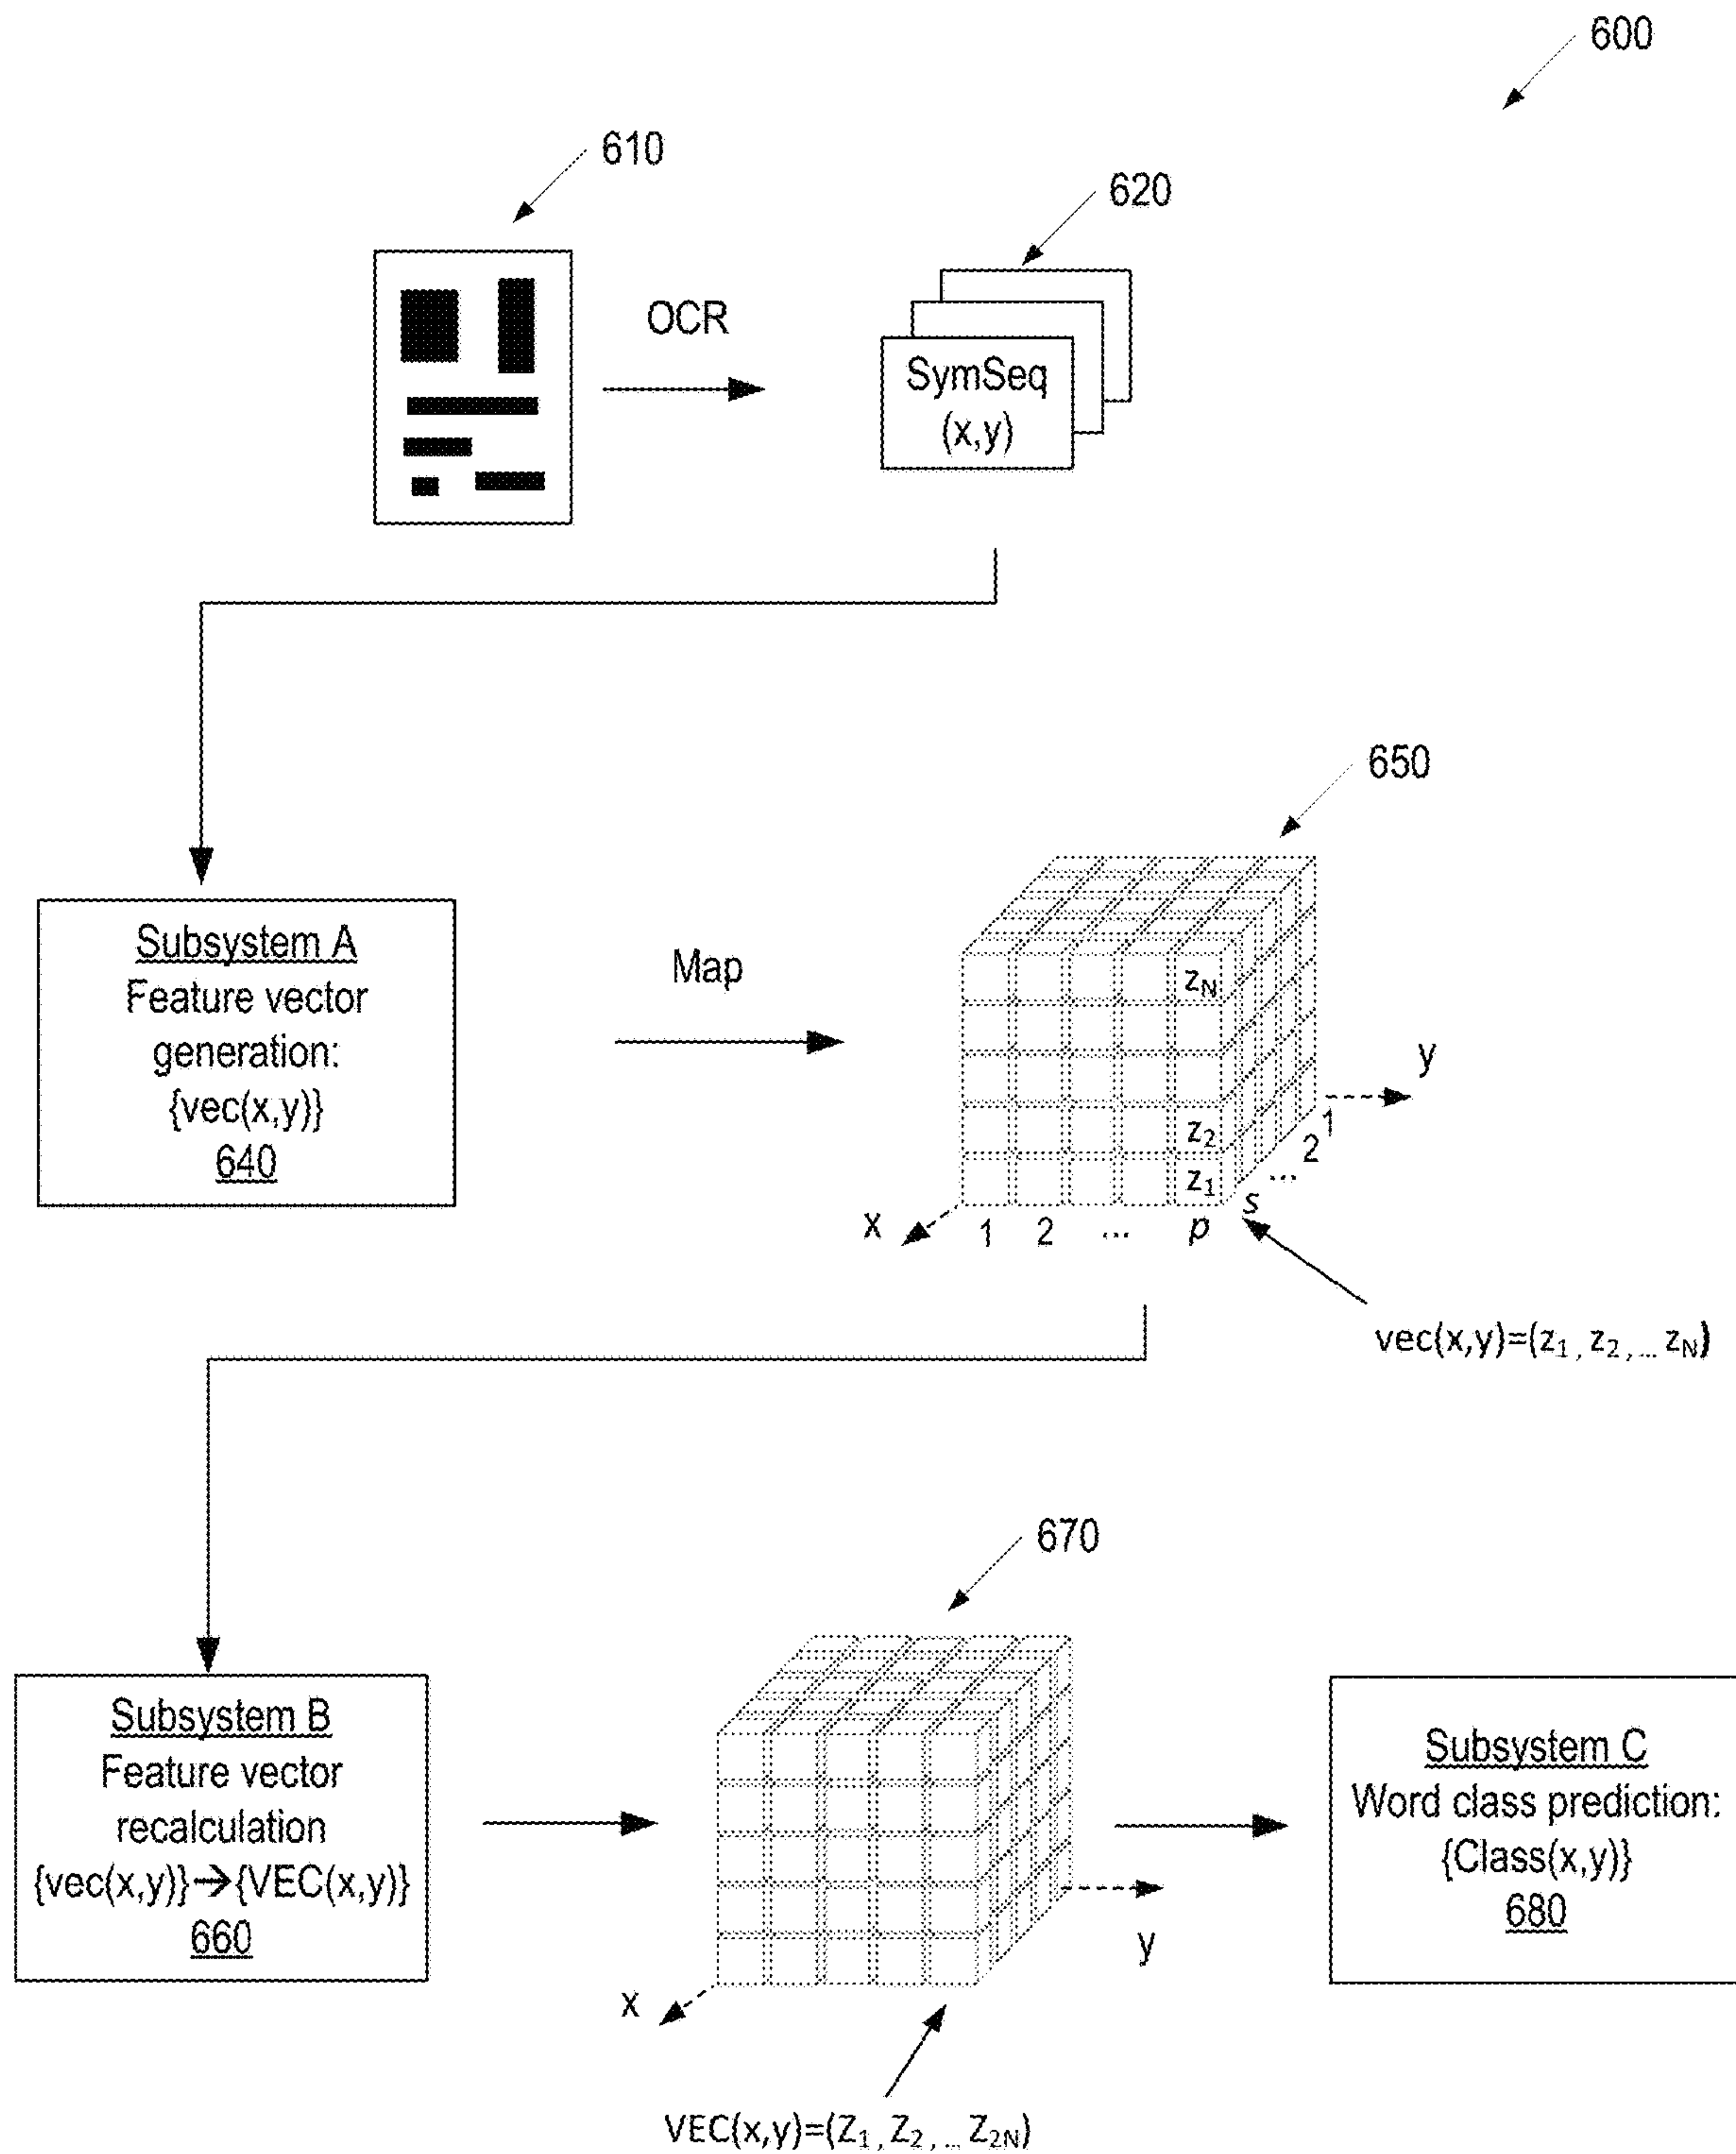 600
610
620
OCR
SymSeq
(x,y)
650
Subsystem A
Feature vector
generation:
{vec(x,y)}
640
Map
z_N
z_2
z_1
y
1
2
...
s
x
1 2 ... p
vec(x,y)=(z_1, z_2, ... z_N)
670
Subsystem B
Feature vector
recalculation
{vec(x,y)}→{VEC(x,y)}
660
Subsystem C
Word class prediction:
{Class(x,y)}
680
y
x
VEC(x,y)=(Z_1, Z_2, ... Z_2N)